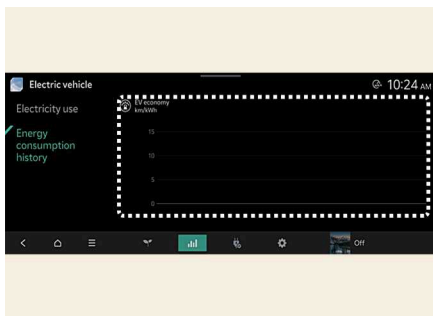 Electric vehicle
10:24 AM
Electricity use
Energy
consumption
history
EV economy
km/kWh
15
10
5
0
Off